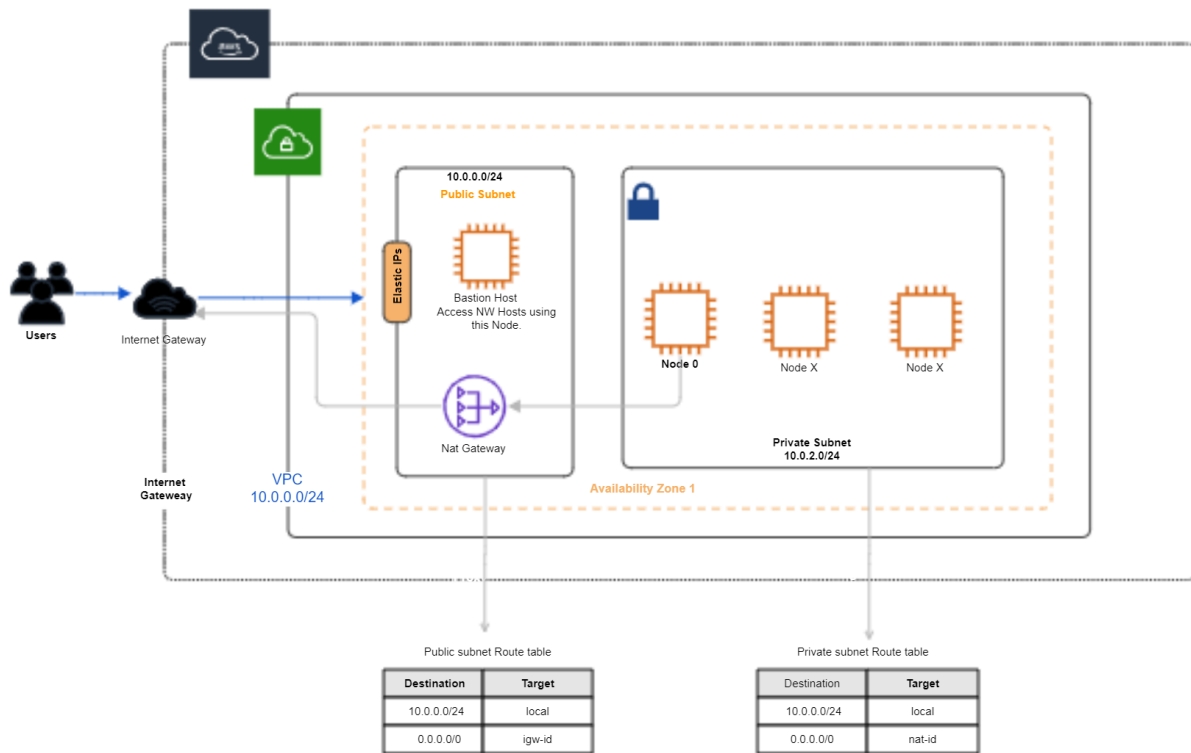 aws
10.0.0.0/24
Public Subnet
Elastic IPs
Bastion Host
Access NW Hosts using
this Node.
Users
Internet Gateway
Node 0
Node X
Node X
Nat Gateway
Private Subnet
10.0.2.0/24
Internet
Gateweay
VPC
10.0.0.0/24
Availability Zone 1
Public subnet Route table
Destination Target
10.0.0.0/24 local
0.0.0.0/0 igw-id
Private subnet Route table
Destination Target
10.0.0.0/24 local
0.0.0.0/0 nat-id